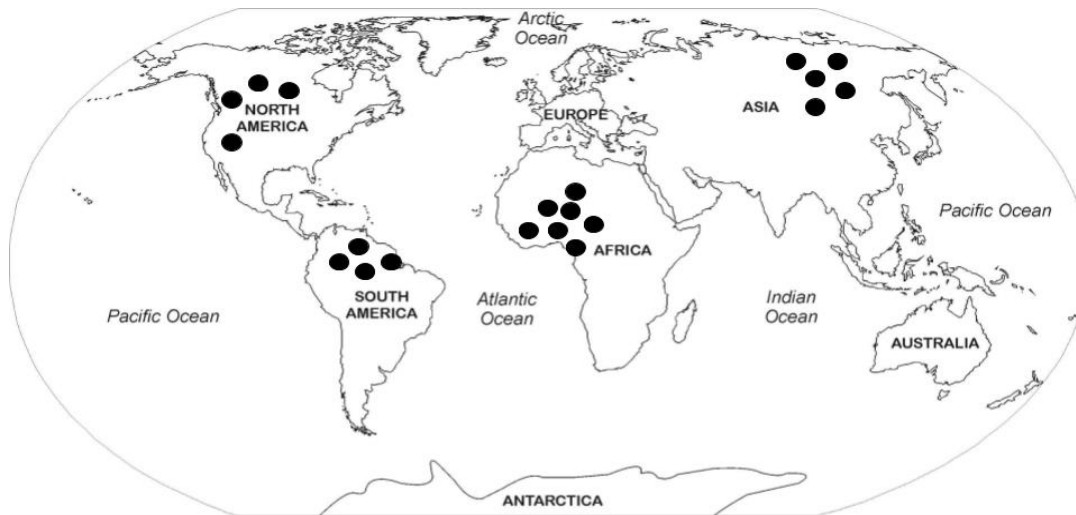 Arctic
Ocean
NORTH
AMERICA
EUROPE
ASIA
Pacific Ocean
AFRICA
SOUTH
AMERICA
Atlantic
Ocean
Indian
Ocean
Pacific Ocean
AUSTRALIA
ANTARCTICA